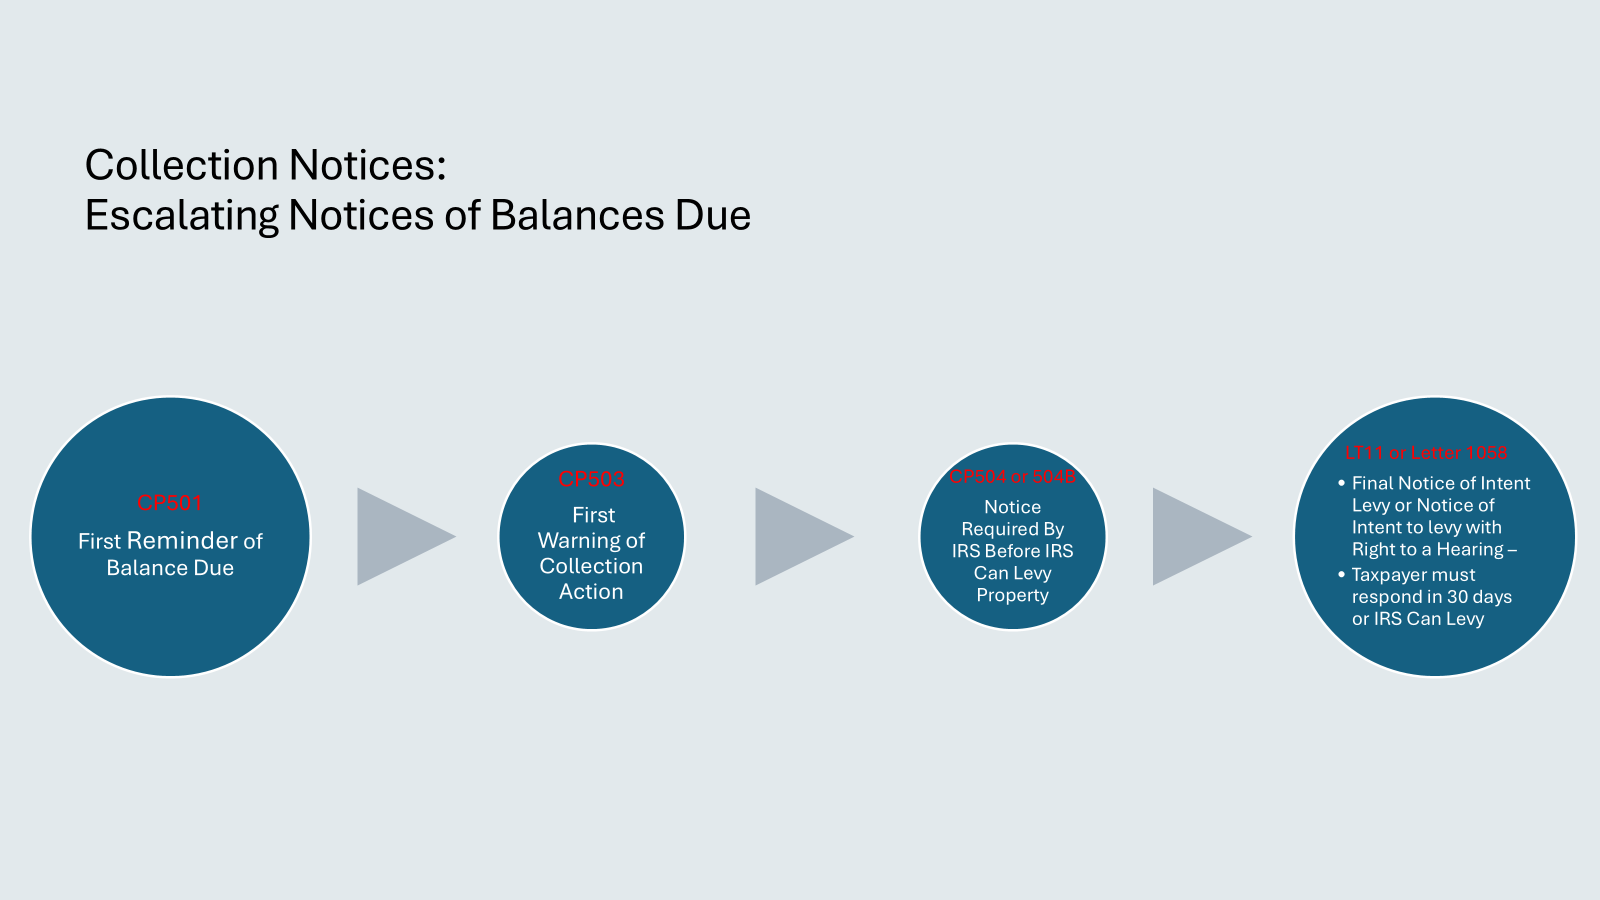 Collection Notices:
Escalating Notices of Balances Due
CP501
First Reminder of
Balance Due
CP503
First
Warning of
Collection
Action
CP504 or 504B
Notice
Required By
IRS Before IRS
Can Levy
Property
LT11 or Letter 1058
• Final Notice of Intent
Levy or Notice of
Intent to levy with
Right to a Hearing –
• Taxpayer must
respond in 30 days
or IRS Can Levy